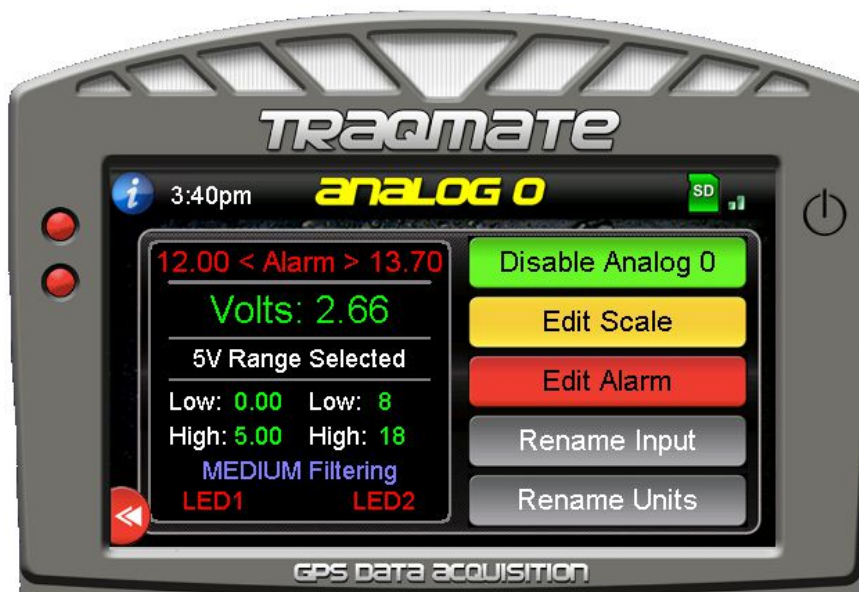 TRAQMATE
3:40pm
ANALOG 0
SD
12.00 < Alarm > 13.70
Disable Analog 0
Volts: 2.66
Edit Scale
5V Range Selected
Edit Alarm
Low: 0.00 Low: 8
High: 5.00 High: 18
Rename Input
MEDIUM Filtering
LED1 LED2
Rename Units
GPS DATA ACQUISITION